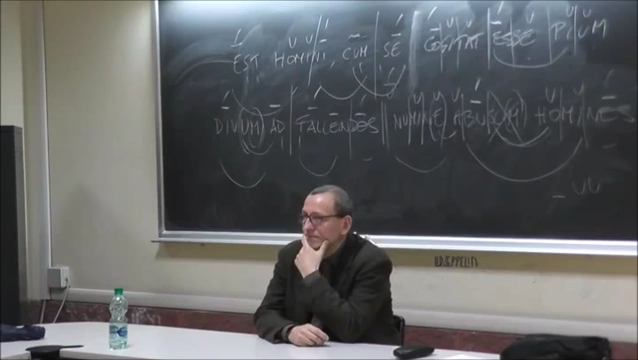 EST HOMINI, CUM SE COGITAT ESSE PIUM
DIVUM AD FALLENDOS NUMINE ABUSUM HOMINES